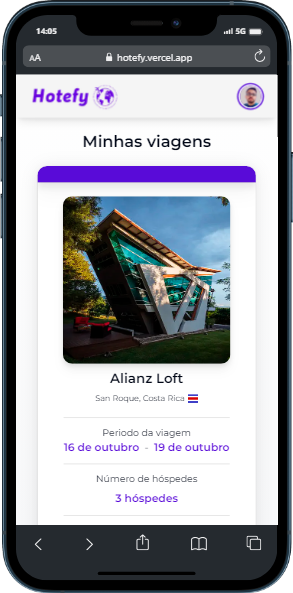 14:05
5G
AA
hotefy.vercel.app
Hotefy
Minhas viagens
Alianz Loft
San Roque, Costa Rica
Periodo da viagem
16 de outubro - 19 de outubro
Número de hóspedes
3 hóspedes